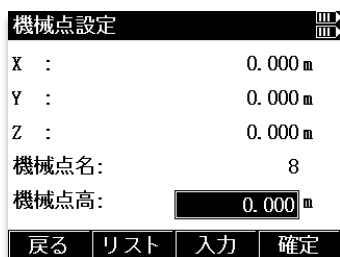 機械点設定
X : 0.000 m
Y : 0.000 m
Z : 0.000 m
機械点名: 8
機械点高: 0.000 m
戻る リスト 入力 確定